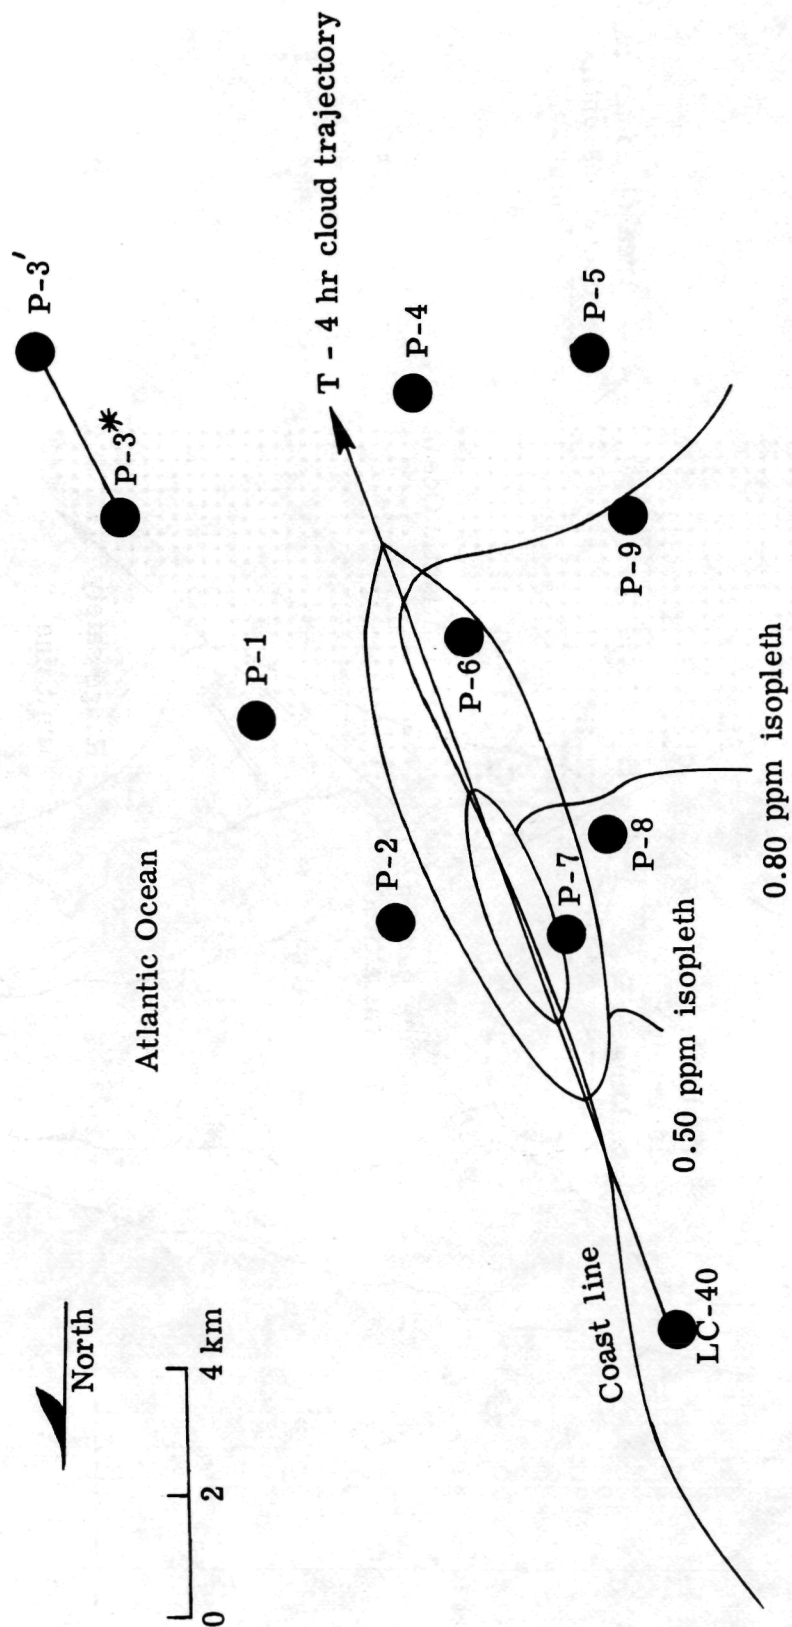 P-3'
P-3*
T - 4 hr cloud trajectory
P-4
P-5
P-1
P-9
P-6
Atlantic Ocean
P-2
P-7
P-8
0.80 ppm isopleth
0.50 ppm isopleth
North
Coast line
LC-40
0 2 4 km